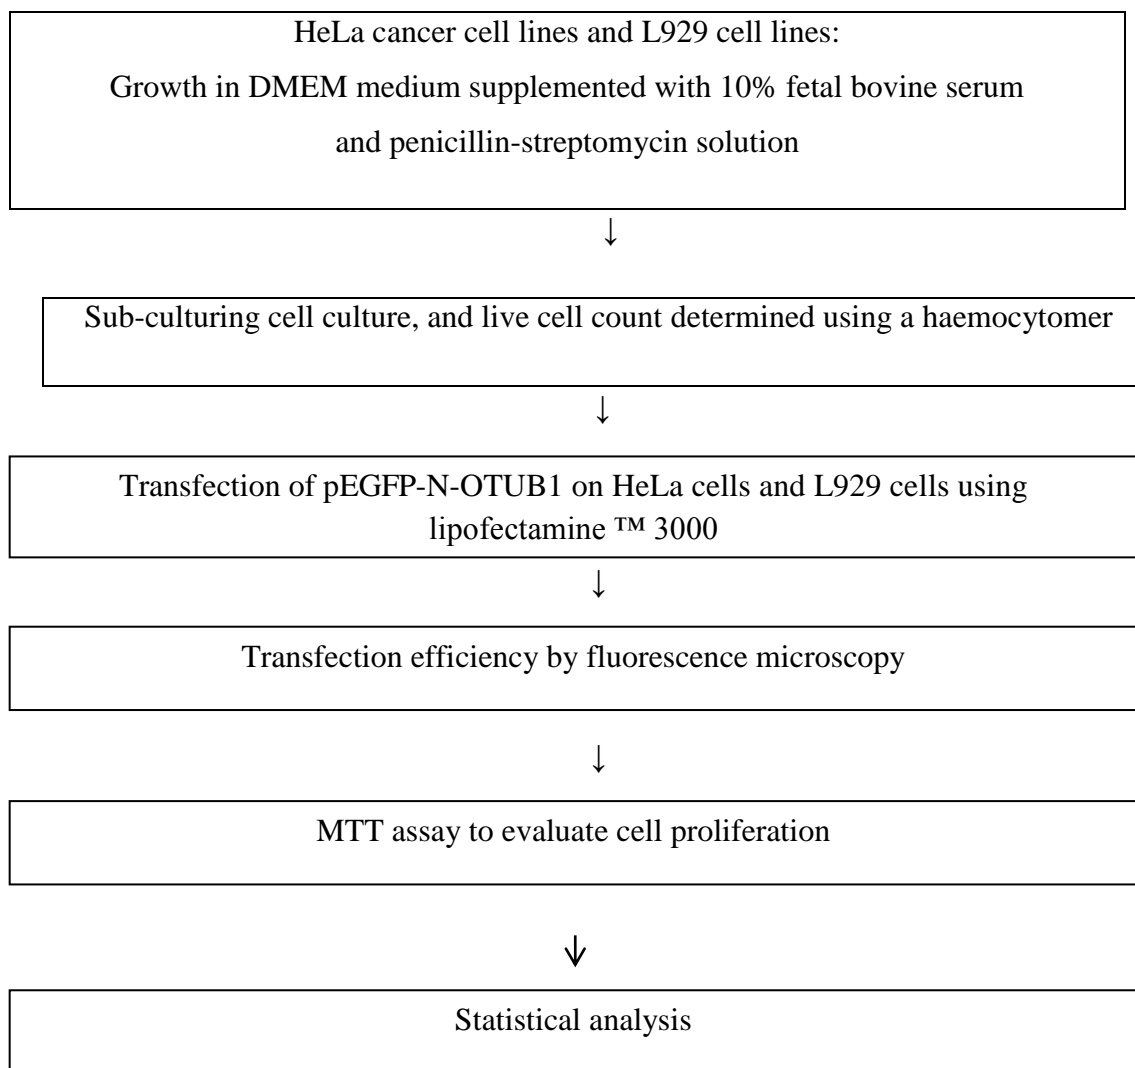 HeLa cancer cell lines and L929 cell lines:
Growth in DMEM medium supplemented with 10% fetal bovine serum
and penicillin-streptomycin solution
↓
Sub-culturing cell culture, and live cell count determined using a haemocytomer
↓
Transfection of pEGFP-N-OTUB1 on HeLa cells and L929 cells using
lipofectamine ™ 3000
↓
Transfection efficiency by fluorescence microscopy
↓
MTT assay to evaluate cell proliferation
↓
Statistical analysis